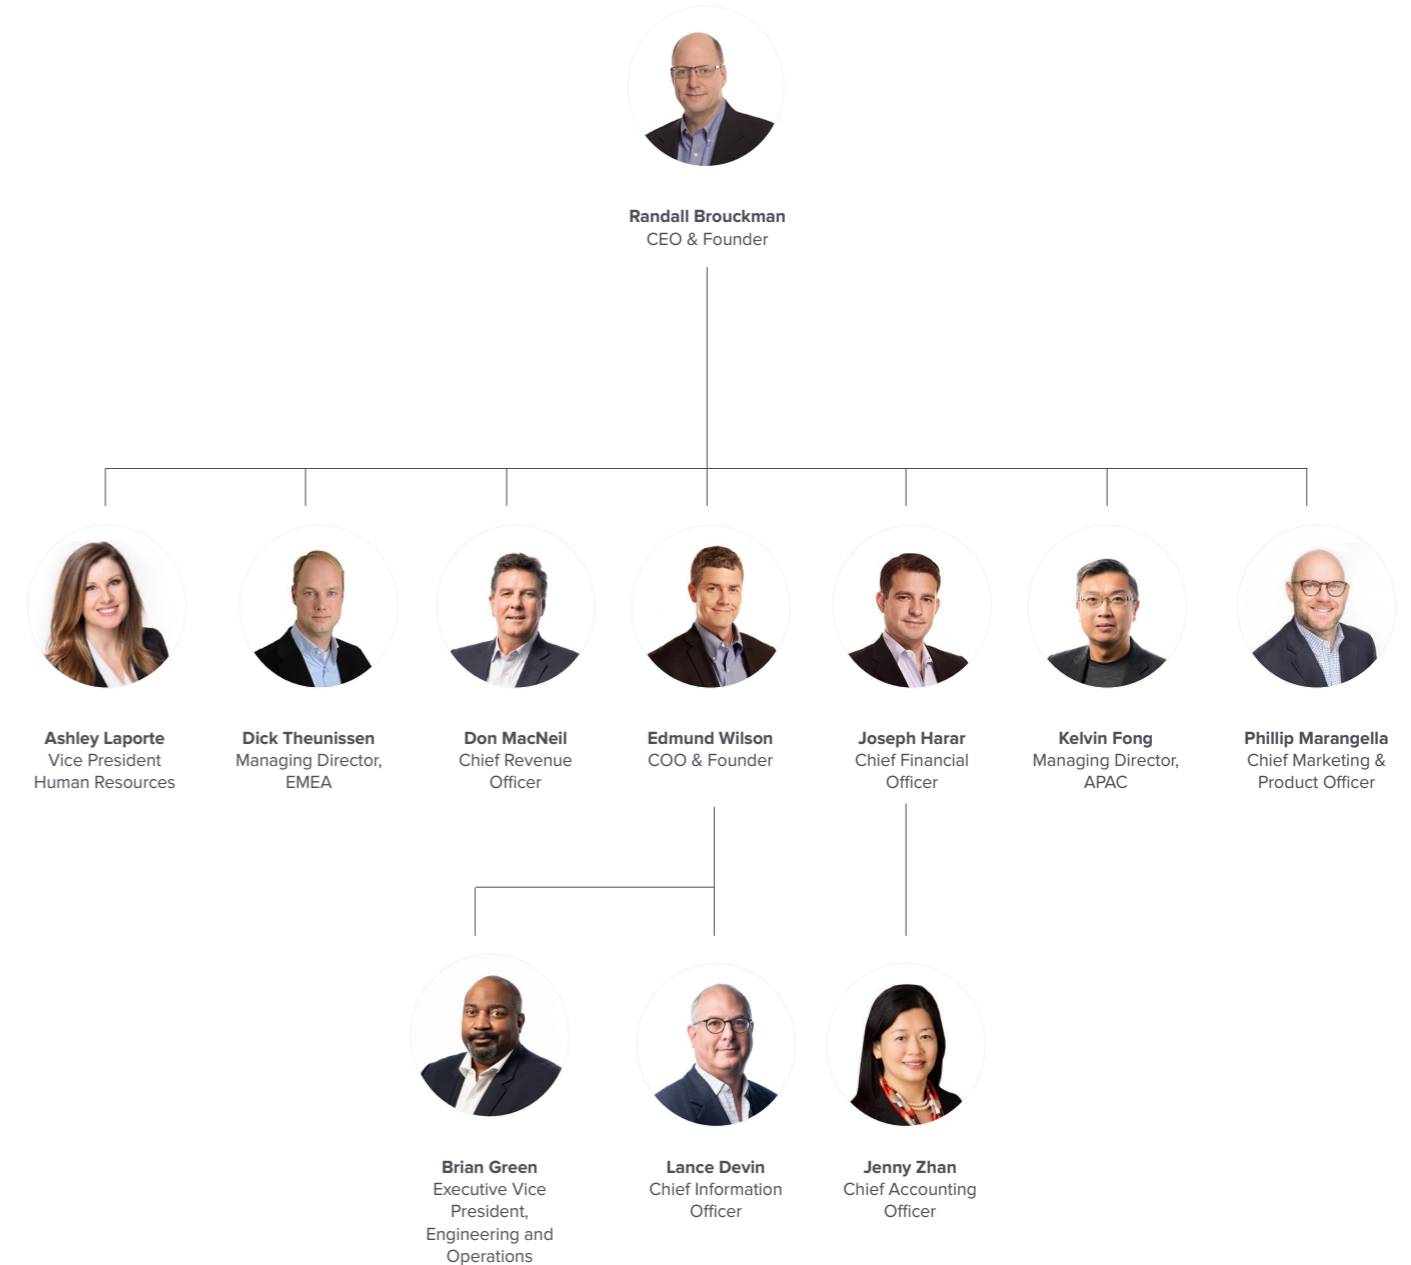 Randall Brouckman
CEO & Founder
Ashley Laporte
Vice President
Human Resources
Dick Theunissen
Managing Director,
EMEA
Don MacNeil
Chief Revenue
Officer
Edmund Wilson
COO & Founder
Joseph Harar
Chief Financial
Officer
Kelvin Fong
Managing Director,
APAC
Phillip Marangella
Chief Marketing &
Product Officer
Brian Green
Executive Vice
President,
Engineering and
Operations
Lance Devin
Chief Information
Officer
Jenny Zhan
Chief Accounting
Officer